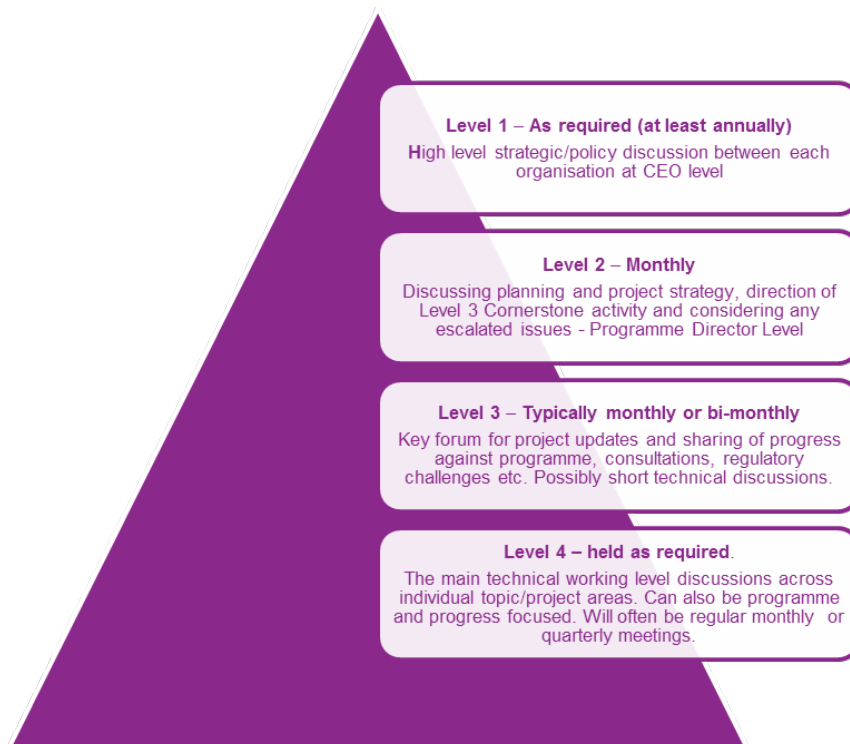 Level 1 – As required (at least annually)
High level strategic/policy discussion between each
organisation at CEO level
Level 2 – Monthly
Discussing planning and project strategy, direction of
Level 3 Cornerstone activity and considering any
escalated issues - Programme Director Level
Level 3 – Typically monthly or bi-monthly
Key forum for project updates and sharing of progress
against programme, consultations, regulatory
challenges etc. Possibly short technical discussions.
Level 4 – held as required.
The main technical working level discussions across
individual topic/project areas. Can also be programme
and progress focused. Will often be regular monthly or
quarterly meetings.